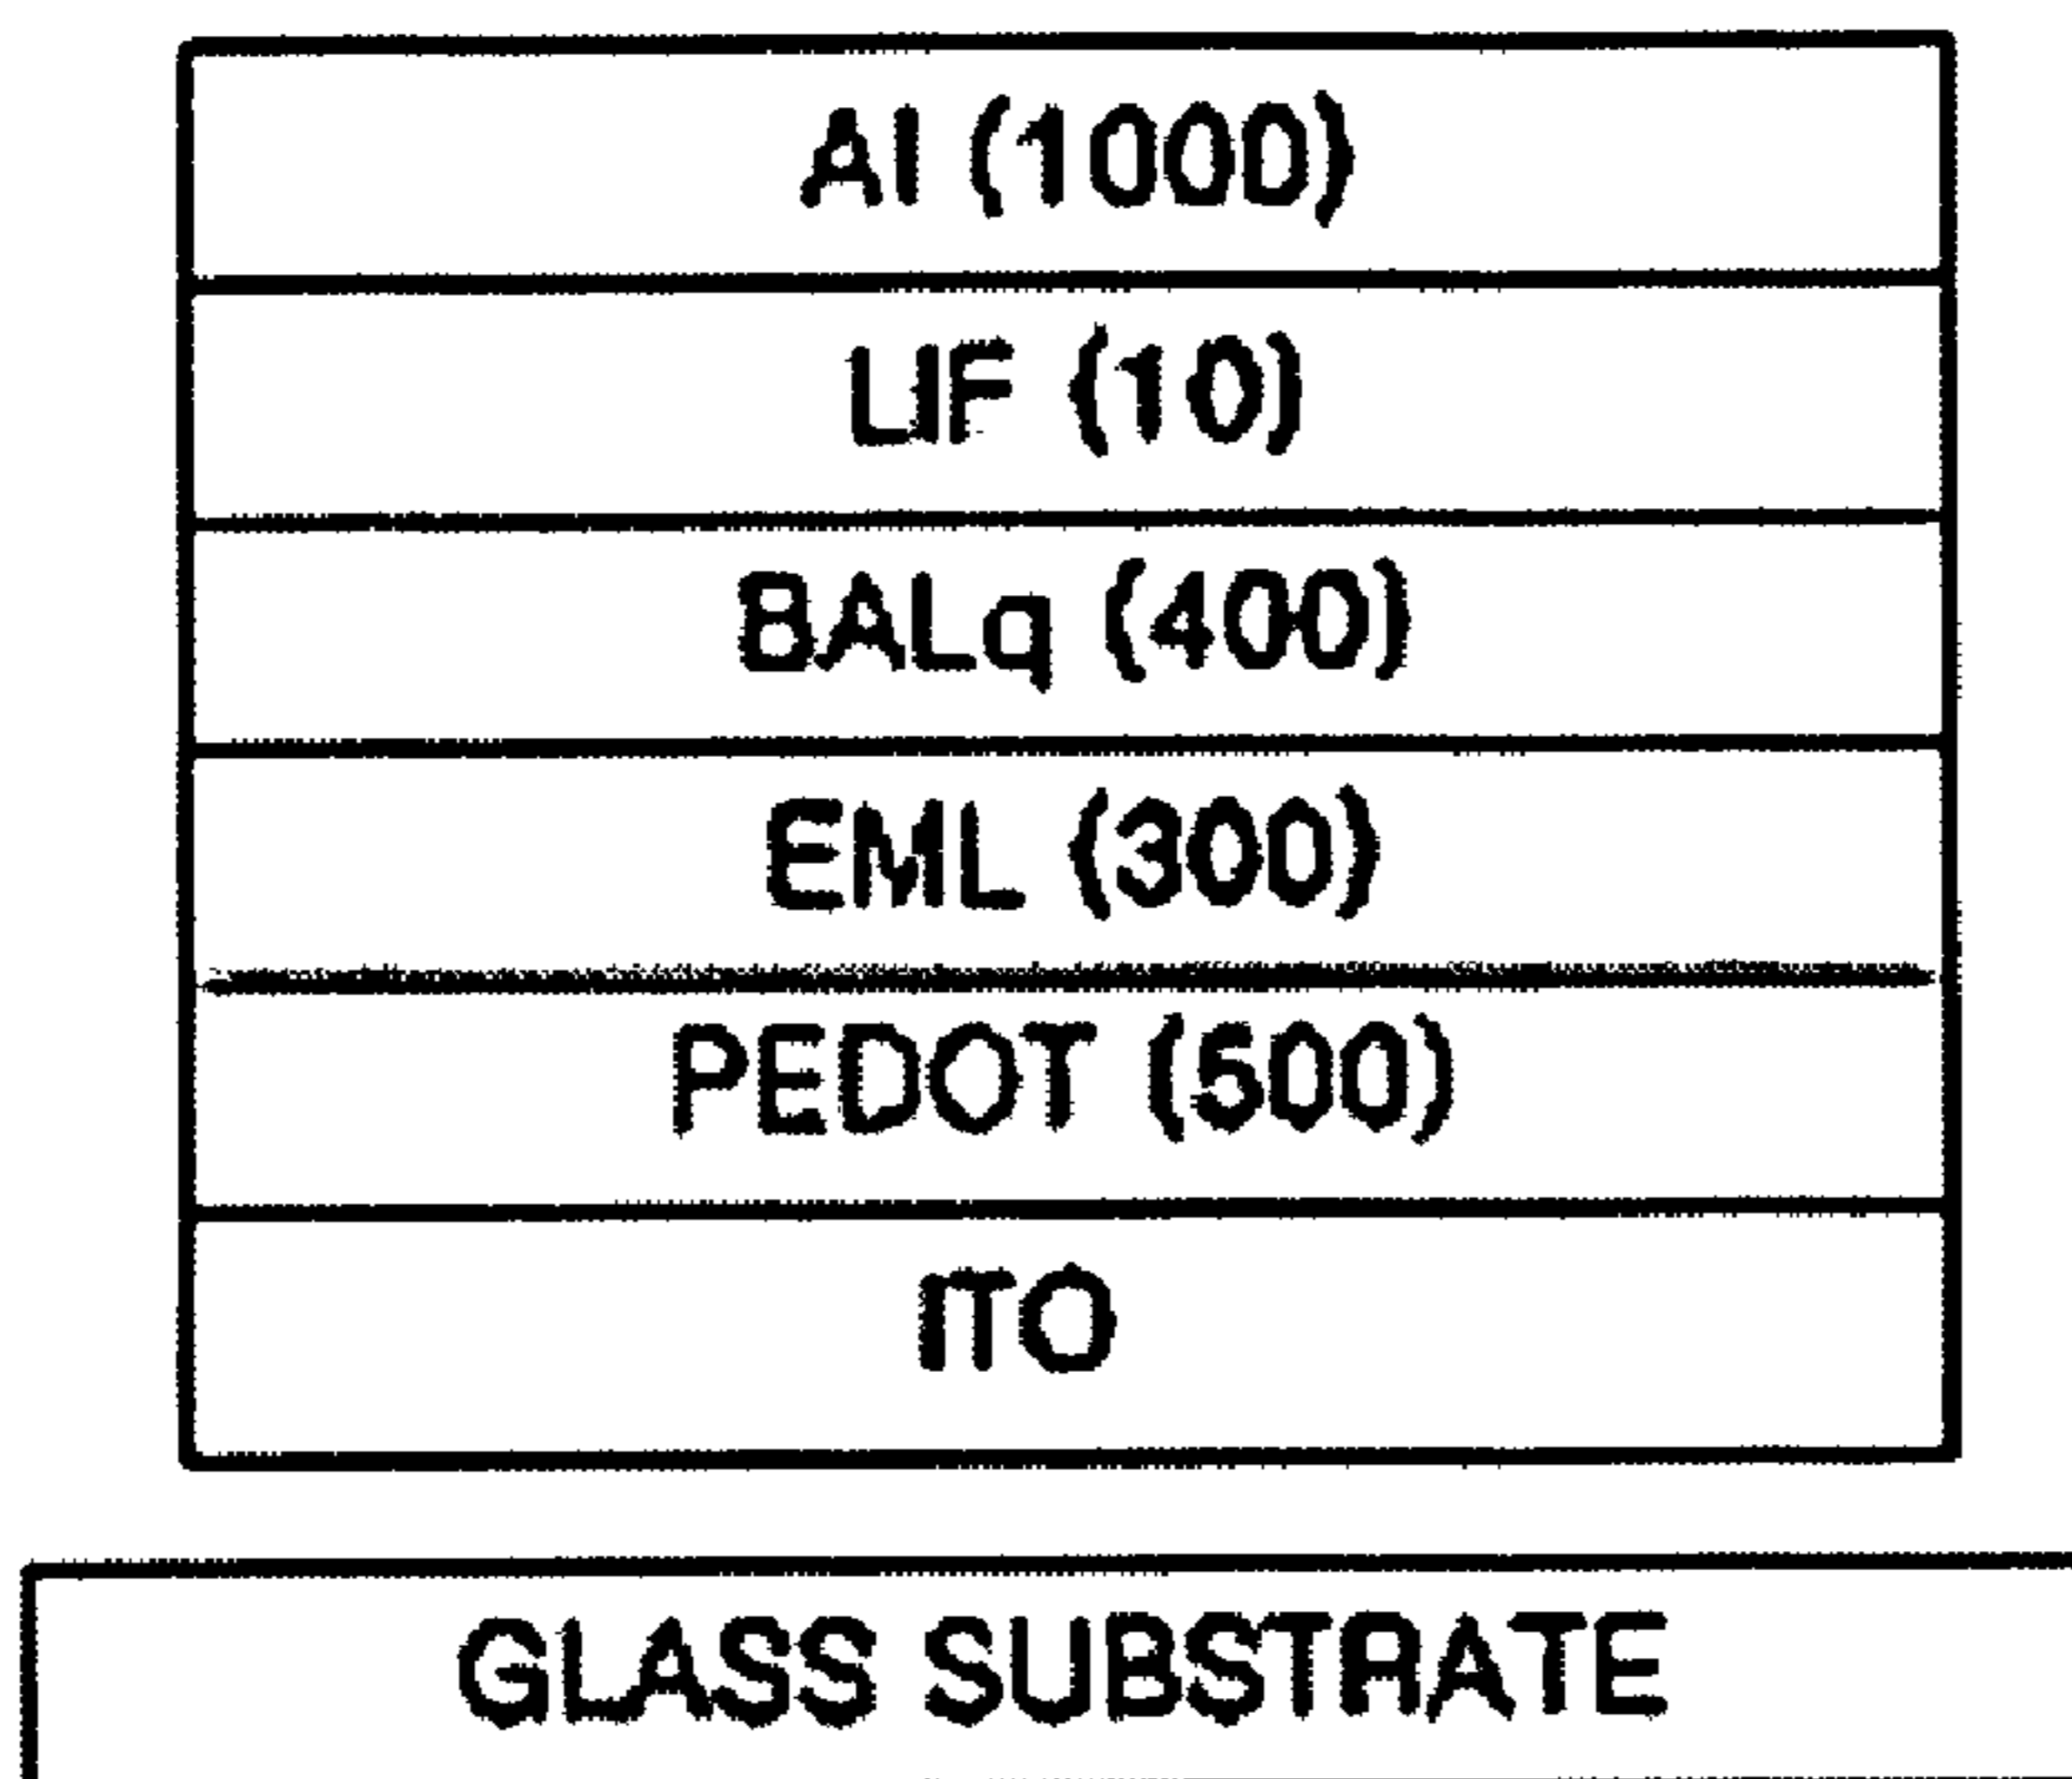 Al (1000)
LiF (10)
BALq (400)
EML (300)
PEDOT (500)
ITO
GLASS SUBSTRATE